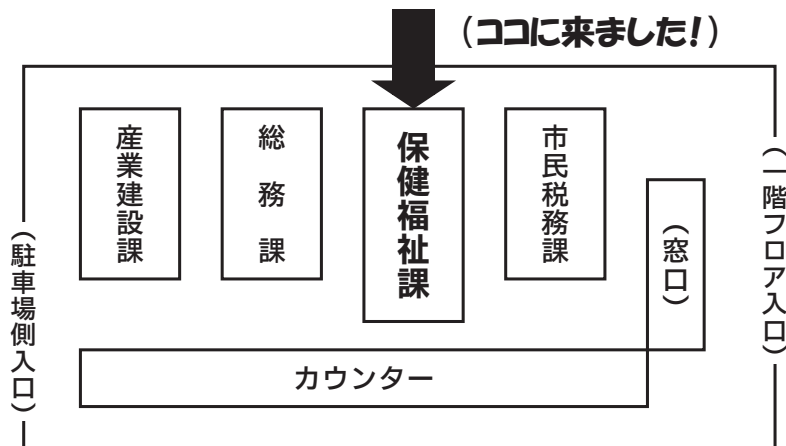 (ココに来ました!)
産業建設課
総務課
保健福祉課
市民税務課
(窓口)
(一階フロア入口)
(駐車場側入口)
カウンター